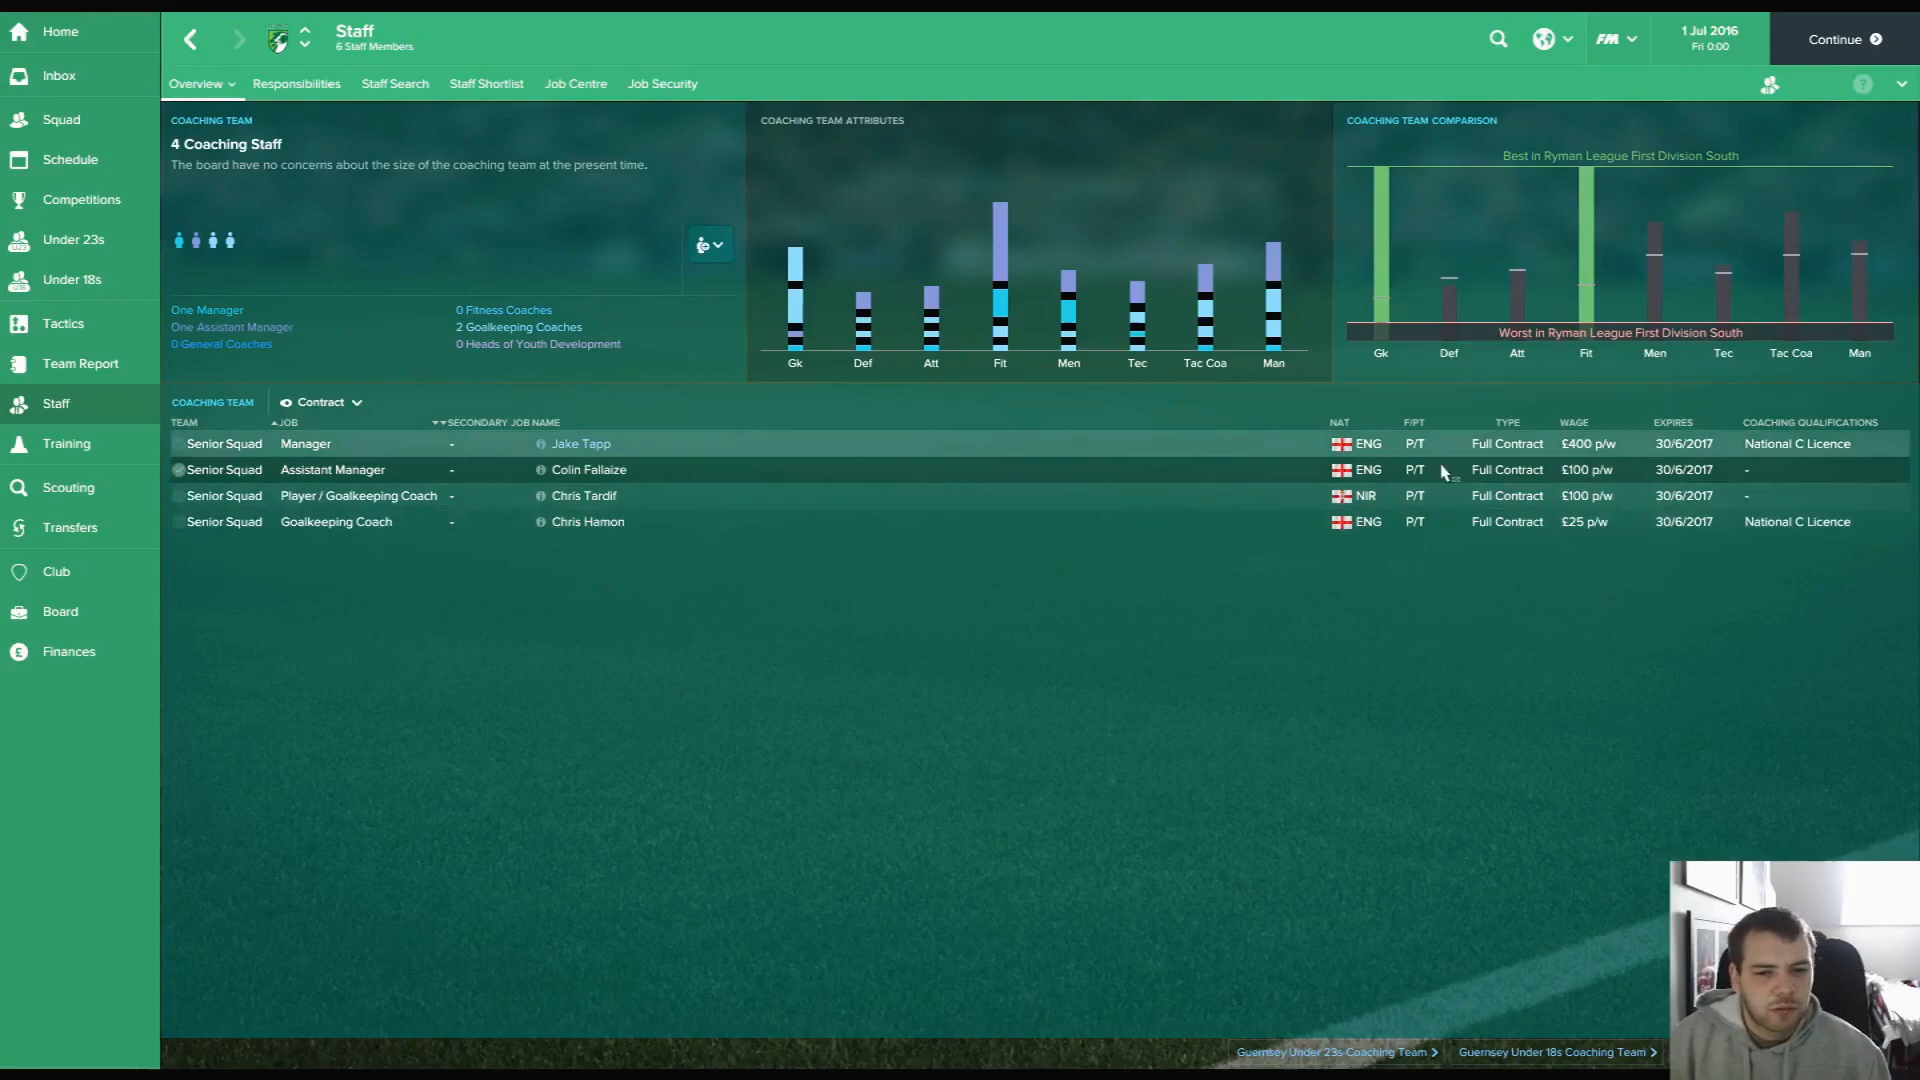 Home
Inbox
Squad
Schedule
Competitions
Under 23s
Under 18s
Tactics
Team Report
Staff
Training
Scouting
Transfers
Club
Board
Finances
Staff
6 Staff Members
FM
1 Jul 2016
Fri 0:00
Continue
Overview Responsibilities Staff Search Staff Shortlist Job Centre Job Security
?
COACHING TEAM
4 Coaching Staff
The board have no concerns about the size of the coaching team at the present time.
One Manager 0 Fitness Coaches
One Assistant Manager 2 Goalkeeping Coaches
0 General Coaches 0 Heads of Youth Development
COACHING TEAM ATTRIBUTES
Gk Def Att Fit Men Tec Tac Coa Man
COACHING TEAM COMPARISON
Best in Ryman League First Division South
Worst in Ryman League First Division South
Gk Def Att Fit Men Tec Tac Coa Man
COACHING TEAM Contract
TEAM JOB SECONDARY JOB NAME NAT F/PT TYPE WAGE EXPIRES COACHING QUALIFICATIONS
Senior Squad Manager - Jake Tapp ENG P/T Full Contract £400 p/w 30/6/2017 National C Licence
Senior Squad Assistant Manager - Colin Fallaize ENG P/T Full Contract £100 p/w 30/6/2017 -
Senior Squad Player / Goalkeeping Coach - Chris Tardif NIR P/T Full Contract £100 p/w 30/6/2017 -
Senior Squad Goalkeeping Coach - Chris Hamon ENG P/T Full Contract £25 p/w 30/6/2017 National C Licence
Guernsey Under 23s Coaching Team Guernsey Under 18s Coaching Team